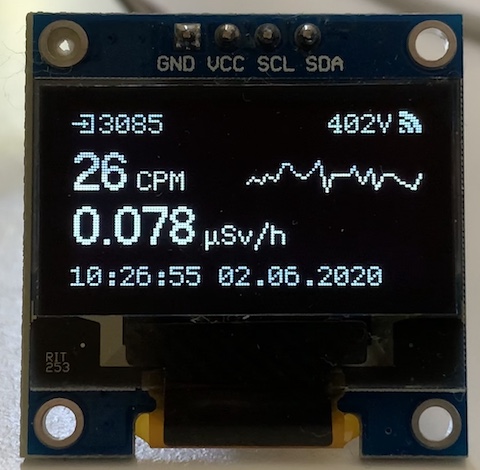 GND VCC SCL SDA
3085 402V
26 CPM
0.078 µSv/h
10:26:55 02.06.2020
RIT
253